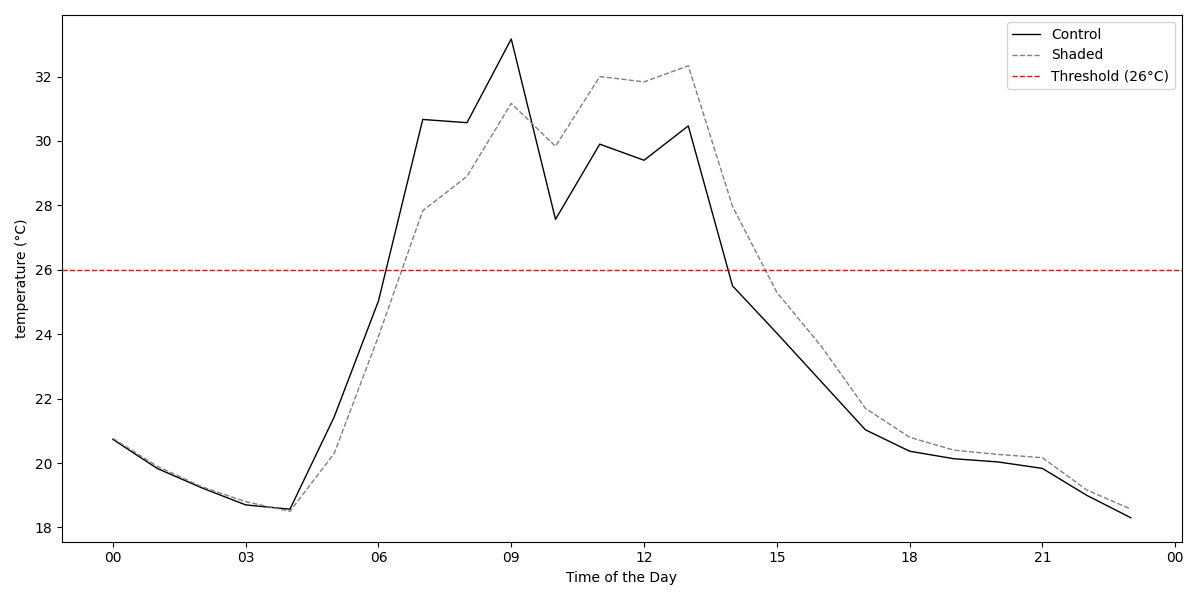 Control
Shaded
Threshold (26°C)
32
30
28
26
24
22
20
18
temperature (°C)
00 03 06 09 12 15 18 21 00
Time of the Day